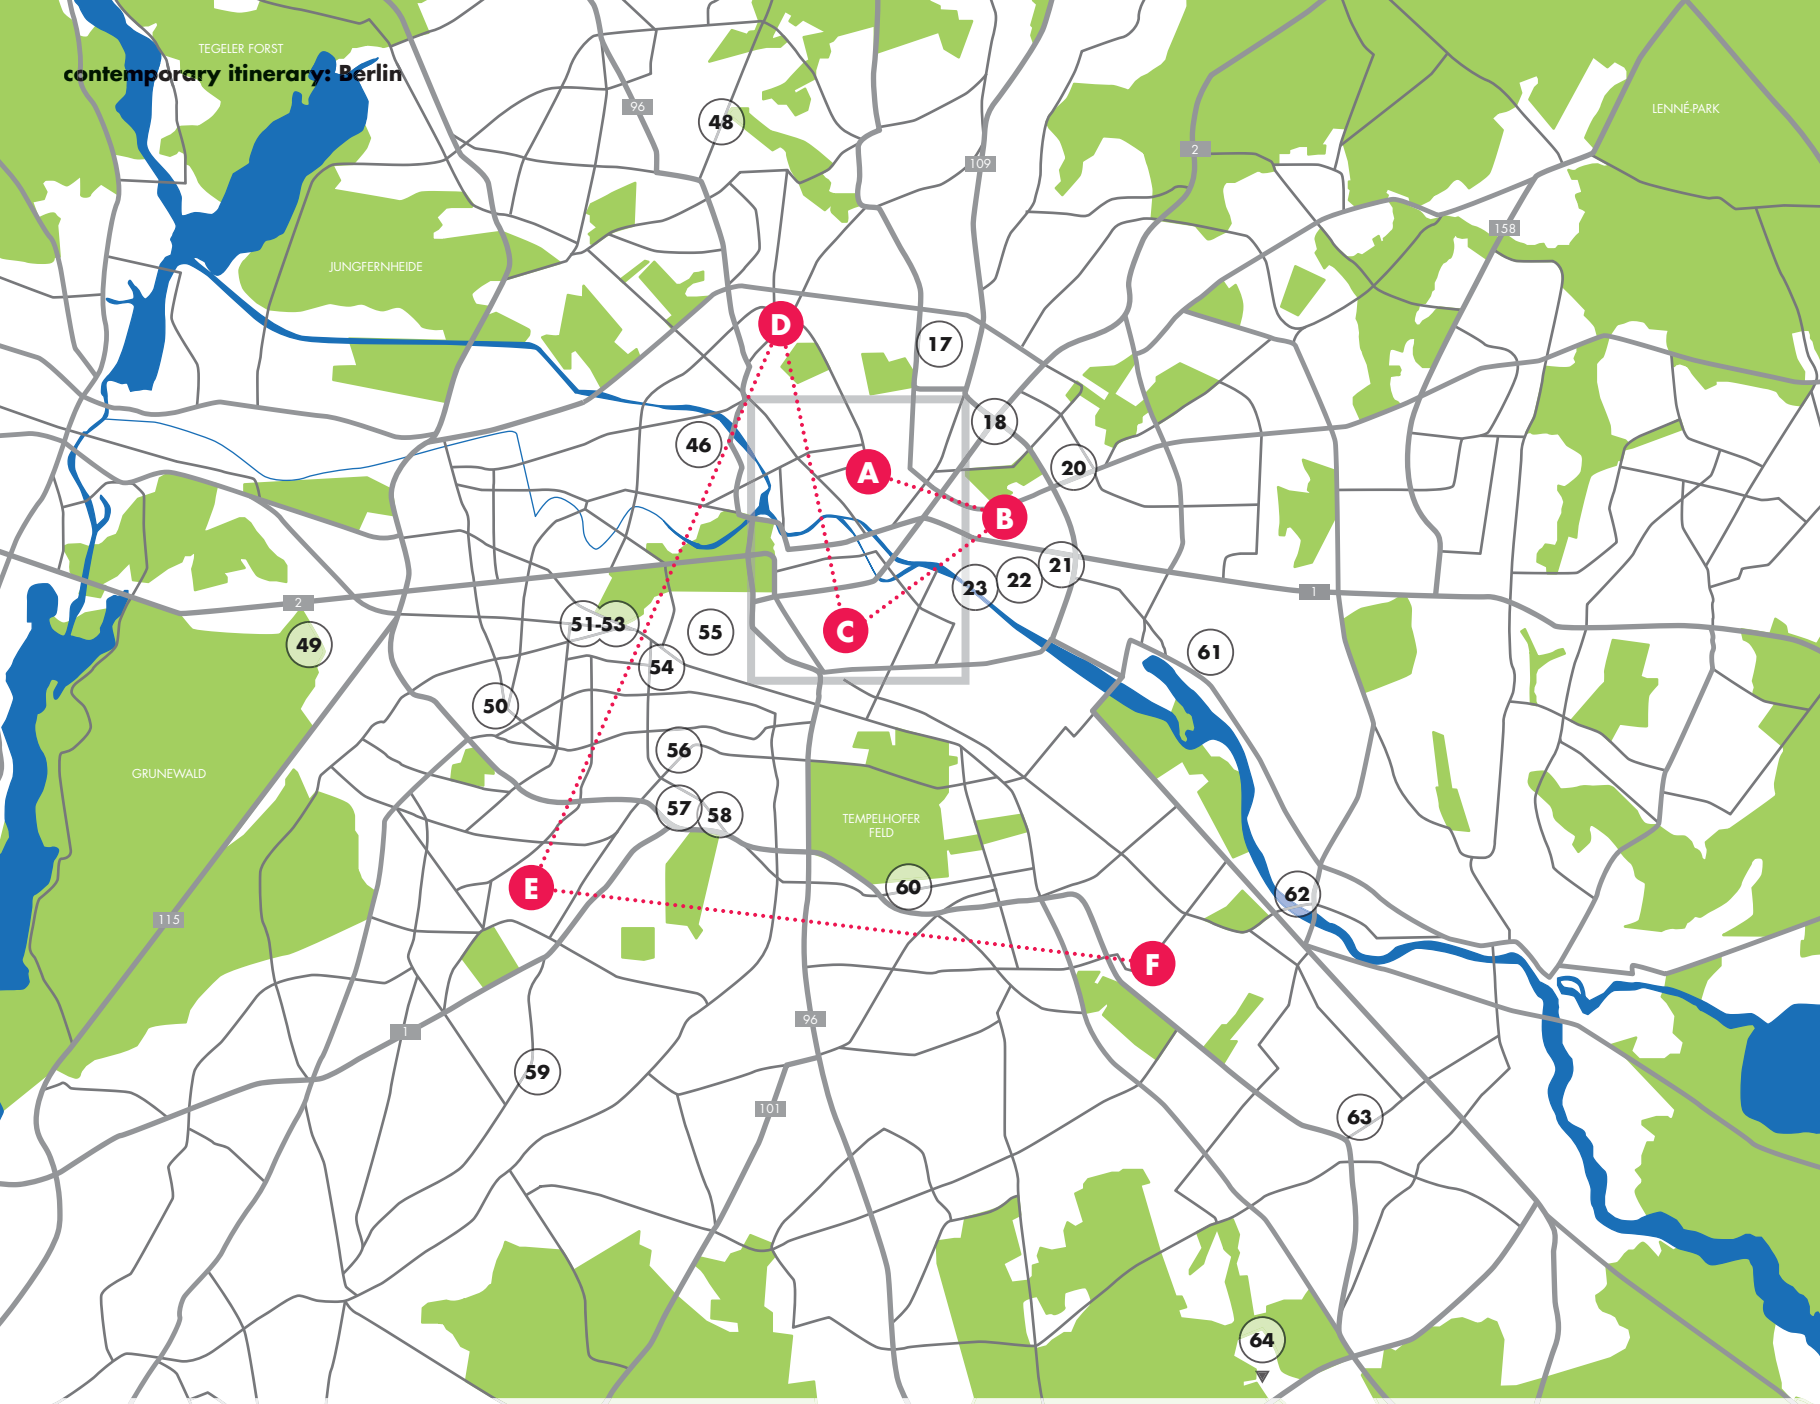 TEGELER FORST
contemporary itinerary: Berlin
96
48
LENNÉ-PARK
2
109
158
JUNGFERNHEIDE
D
17
18
46
20
A
B
21
22
23
1
2
51-53
55
C
49
61
54
50
56
GRUNEWALD
57
58
TEMPELHOFER
FELD
E
60
62
115
F
96
1
59
101
63
64